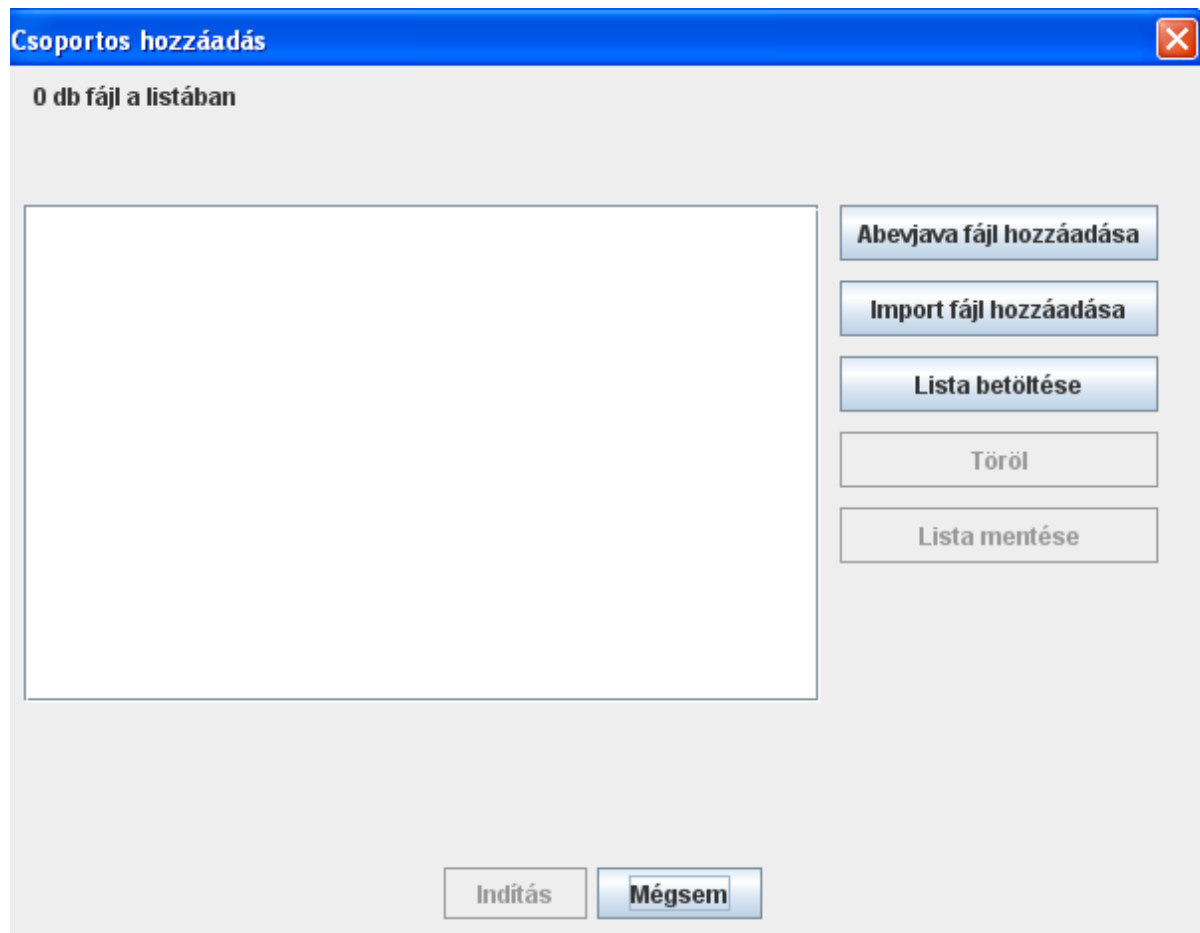 Csoportos hozzáadás
0 db fájl a listában
Abevjava fájl hozzáadása
Import fájl hozzáadása
Lista betöltése
Töröl
Lista mentése
Indítás
Mégsem